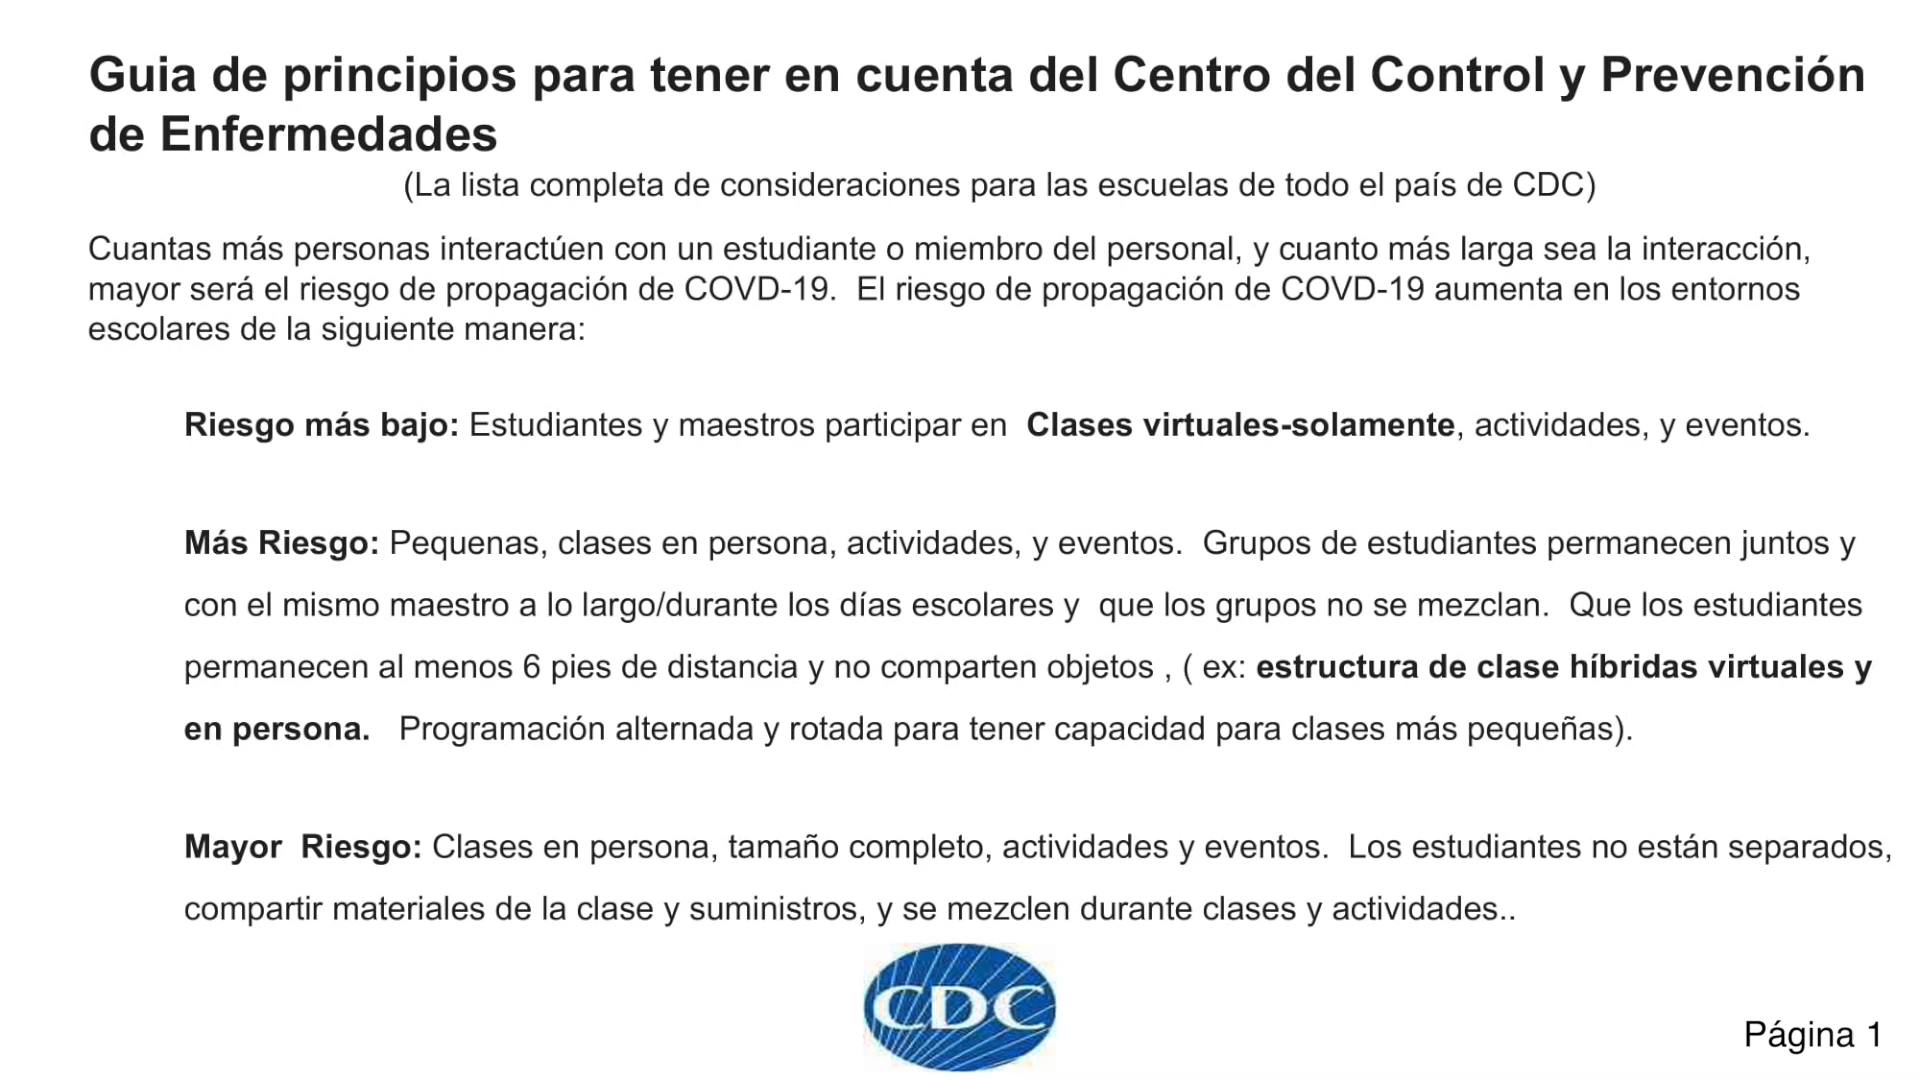 Guia de principios para tener en cuenta del Centro del Control y Prevención
de Enfermedades
(La lista completa de consideraciones para las escuelas de todo el país de CDC)
Cuantas más personas interactúen con un estudiante o miembro del personal, y cuanto más larga sea la interacción,
mayor será el riesgo de propagación de COVD-19.  El riesgo de propagación de COVD-19 aumenta en los entornos
escolares de la siguiente manera:
Riesgo más bajo: Estudiantes y maestros participar en  Clases virtuales-solamente, actividades, y eventos.
Más Riesgo: Pequenas, clases en persona, actividades, y eventos.  Grupos de estudiantes permanecen juntos y
con el mismo maestro a lo largo/durante los días escolares y  que los grupos no se mezclan.  Que los estudiantes
permanecen al menos 6 pies de distancia y no comparten objetos , ( ex: estructura de clase híbridas virtuales y
en persona.   Programación alternada y rotada para tener capacidad para clases más pequeñas).
Mayor  Riesgo: Clases en persona, tamaño completo, actividades y eventos.  Los estudiantes no están separados,
compartir materiales de la clase y suministros, y se mezclen durante clases y actividades..
CDC
Página 1